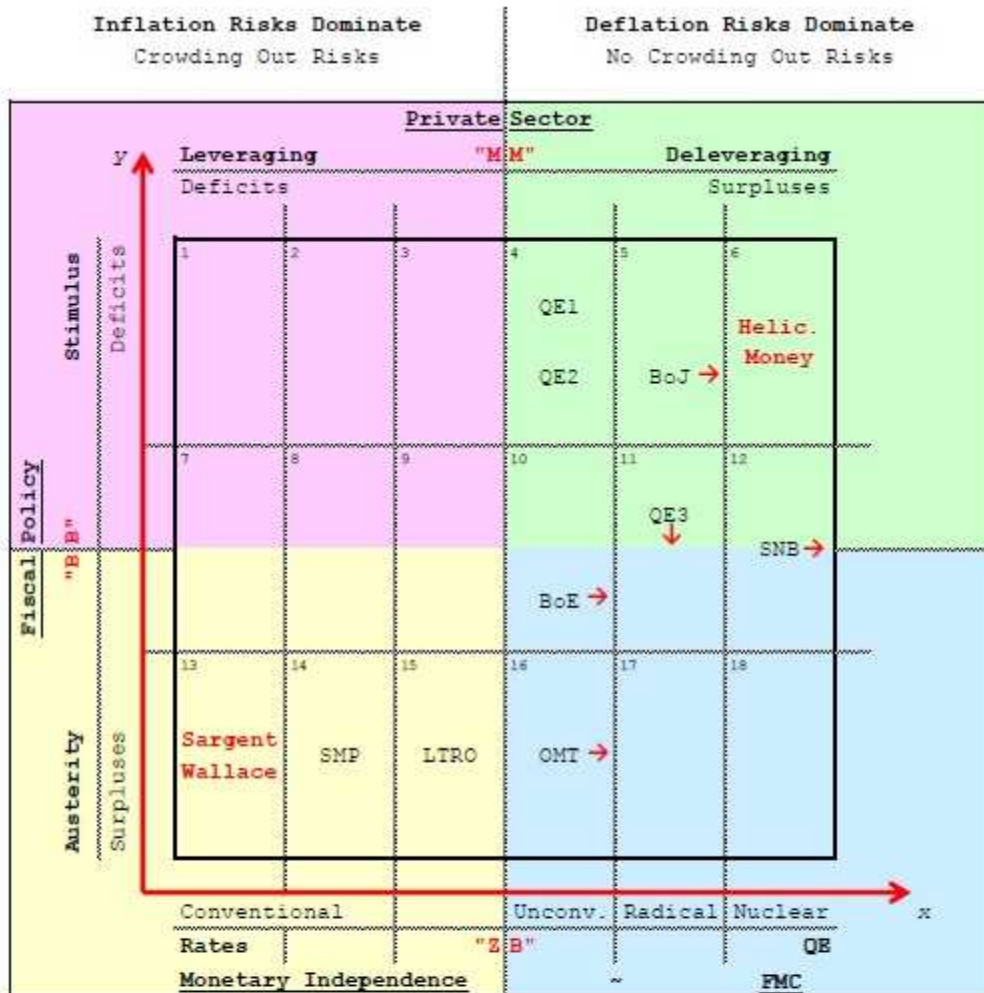 Inflation Risks Dominate
Deflation Risks Dominate
Crowding Out Risks
No Crowding Out Risks
Private Sector
y
Leveraging
"M M"
Deleveraging
Deficits
Surpluses
1
2
3
4
5
6
Stimulus
Deficits
QE1
Helic.
Money
QE2
BoJ →
7
8
9
10
11
12
Fiscal Policy
"B B"
QE3
↓
SNB →
BoE →
13
14
15
16
17
18
Austerity
Surpluses
Sargent
Wallace
SMP
LTRO
OMT →
Conventional
Unconv.
Radical
Nuclear
x
Rates
"Z B"
QE
Monetary Independence
~
FMC